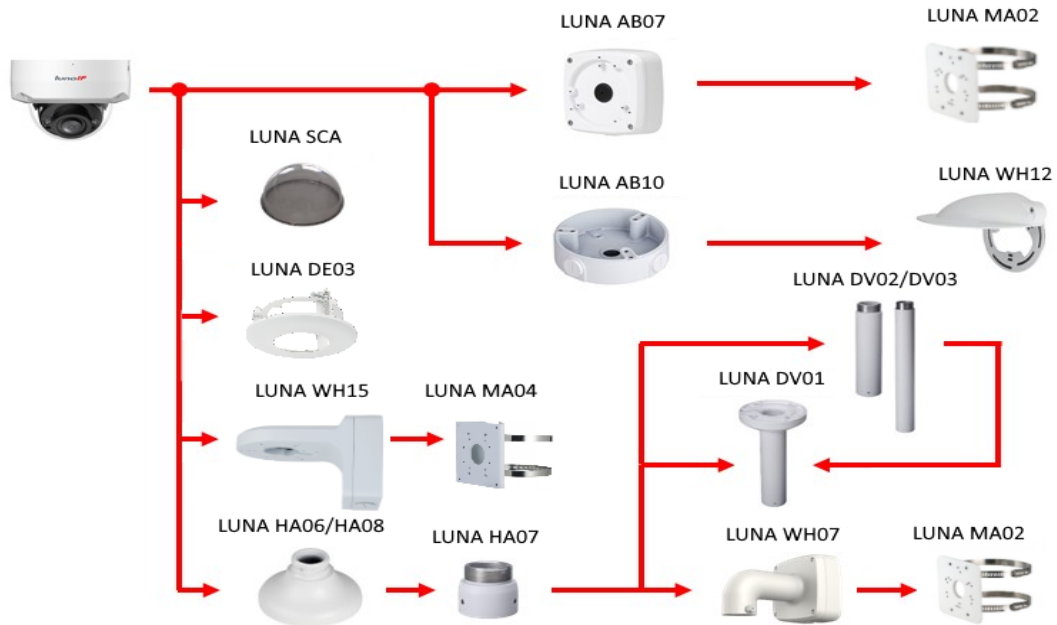 LUNA AB07
LUNA MA02
lunaIP
LUNA SCA
LUNA AB10
LUNA WH12
LUNA DE03
LUNA DV02/DV03
LUNA WH15
LUNA MA04
LUNA DV01
LUNA HA06/HA08
LUNA HA07
LUNA WH07
LUNA MA02